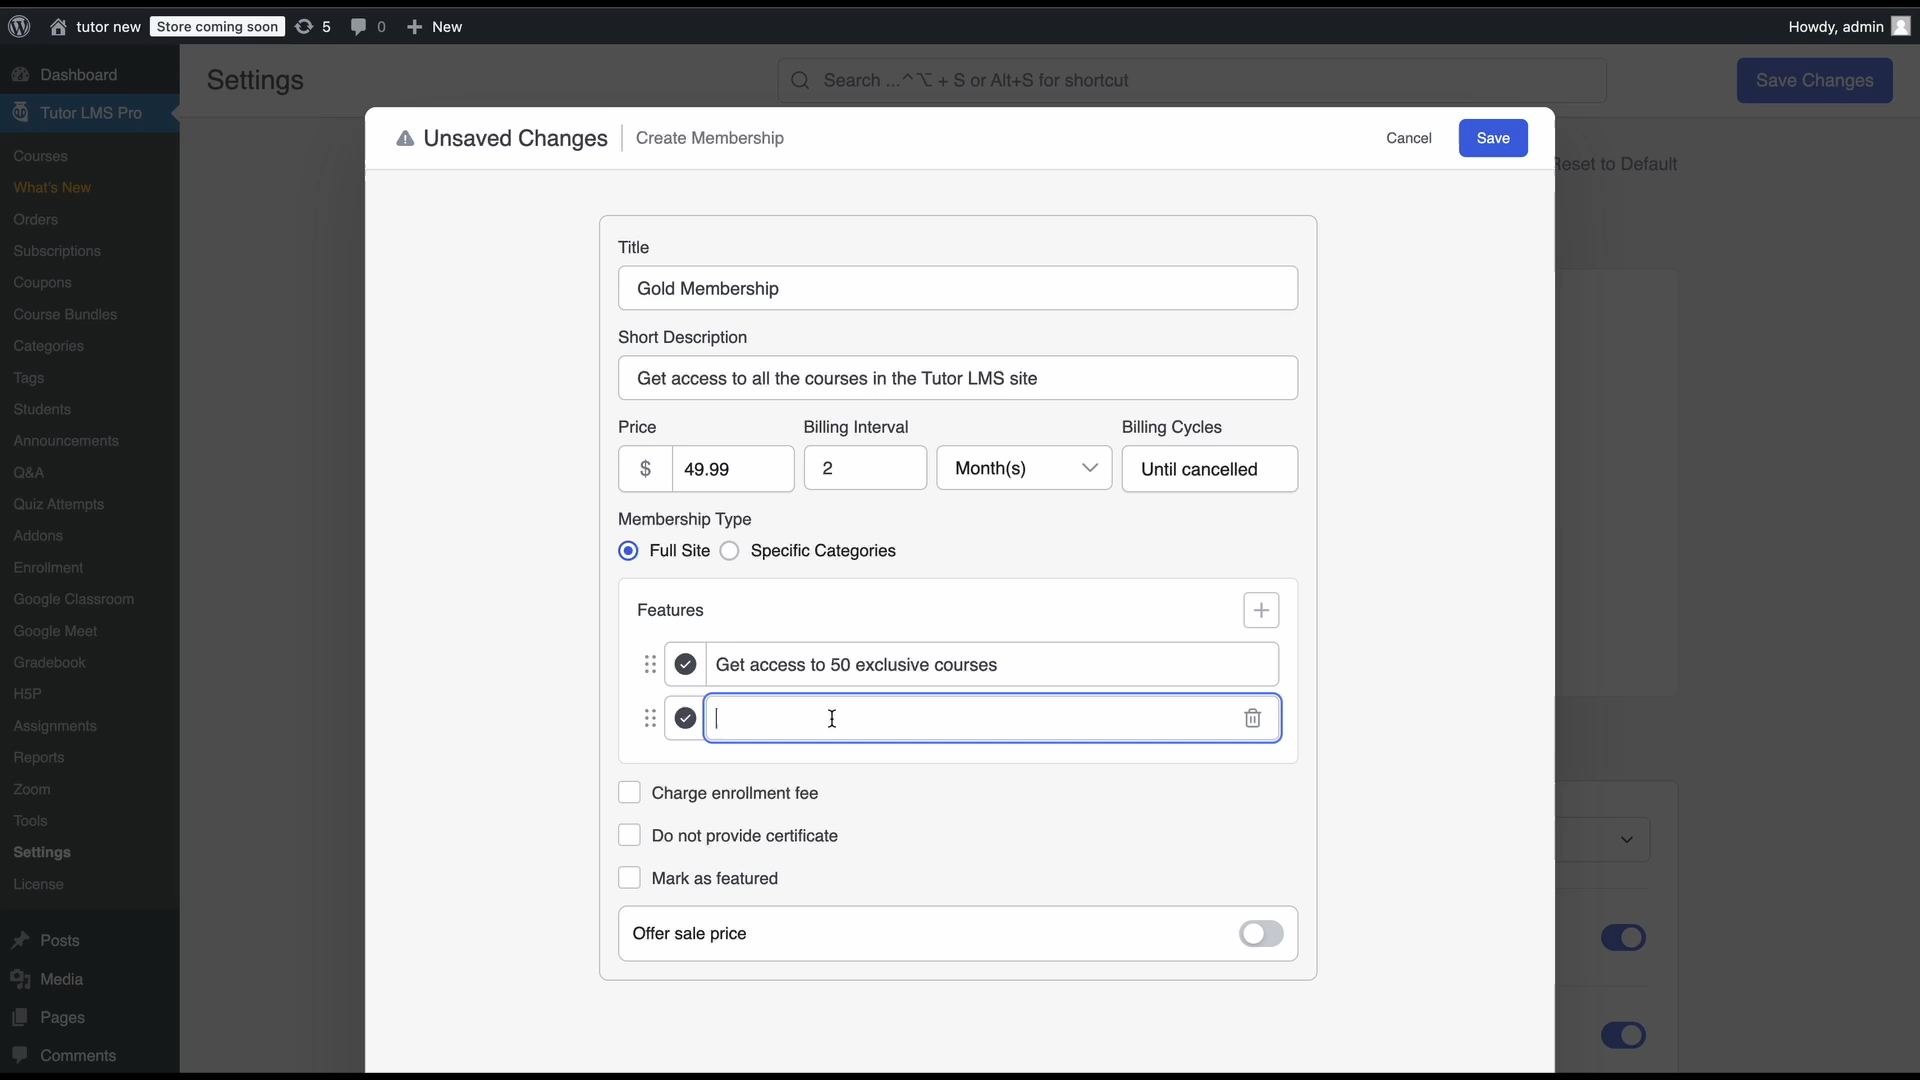 tutor new Store coming soon 5 0 New Howdy, admin
Dashboard
Tutor LMS Pro
Courses
What's New
Orders
Subscriptions
Coupons
Course Bundles
Categories
Tags
Students
Announcements
Q&A
Quiz Attempts
Addons
Enrollment
Google Classroom
Google Meet
Gradebook
H5P
Assignments
Reports
Zoom
Tools
Settings
License
Posts
Media
Pages
Comments
Settings
Search ...^⌥ + S or Alt+S for shortcut
Save Changes
Reset to Default
Unsaved Changes Create Membership Cancel Save
Title
Gold Membership
Short Description
Get access to all the courses in the Tutor LMS site
Price Billing Interval Billing Cycles
$ 49.99 2 Month(s) Until cancelled
Membership Type
Full Site Specific Categories
Features
Get access to 50 exclusive courses
Charge enrollment fee
Do not provide certificate
Mark as featured
Offer sale price